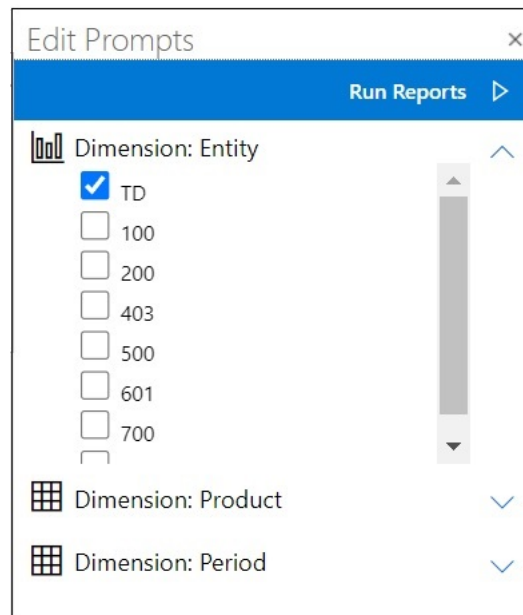 Edit Prompts
Run Reports
Dimension: Entity
TD
100
200
403
500
601
700
Dimension: Product
Dimension: Period